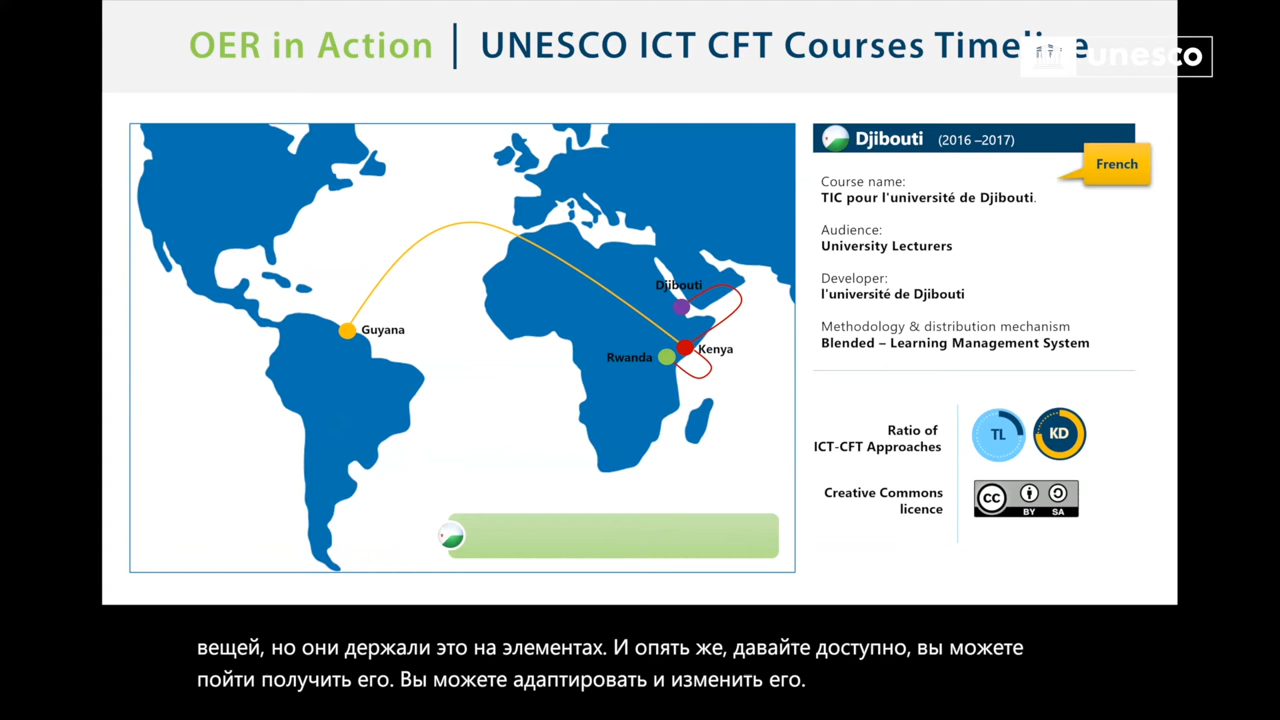 OER in Action | UNESCO ICT CFT Courses Timeline
unesco
Djibouti (2016 –2017)
French
Course name:
TIC pour l'université de Djibouti.
Audience:
University Lecturers
Developer:
l'université de Djibouti
Methodology & distribution mechanism
Blended – Learning Management System
Djibouti
Guyana
Kenya
Rwanda
Ratio of
ICT-CFT Approaches
TL
KD
Creative Commons
licence
cc
BY SA
вещей, но они держали это на элементах. И опять же, давайте доступно, вы можете
пойти получить его. Вы можете адаптировать и изменить его.